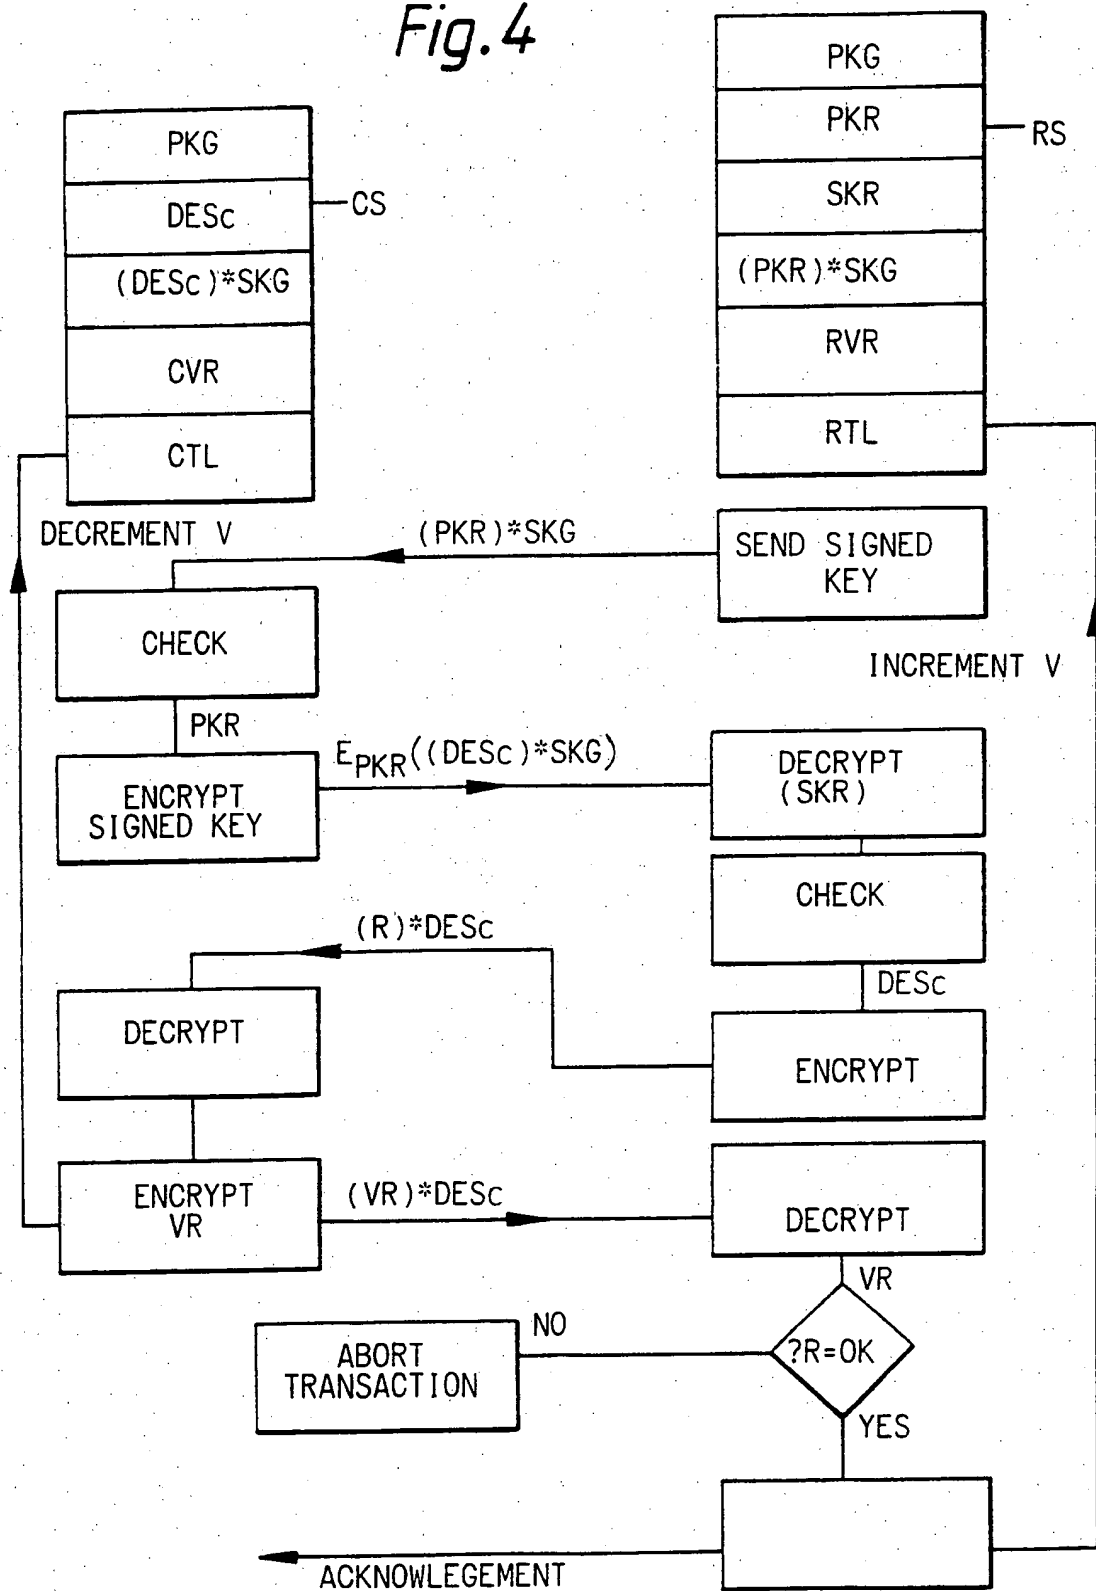 Fig. 4
PKG
DESc
CS
(DESc)*SKG
CVR
CTL
PKG
PKR
RS
SKR
(PKR)*SKG
RVR
RTL
DECREMENT V
(PKR)*SKG
SEND SIGNED
KEY
CHECK
INCREMENT V
PKR
EPKR((DESc)*SKG)
ENCRYPT
SIGNED KEY
DECRYPT
(SKR)
CHECK
(R)*DESc
DESc
DECRYPT
ENCRYPT
ENCRYPT
VR
(VR)*DESc
DECRYPT
VR
?R=OK
NO
ABORT
TRANSACTION
YES
ACKNOWLEGEMENT